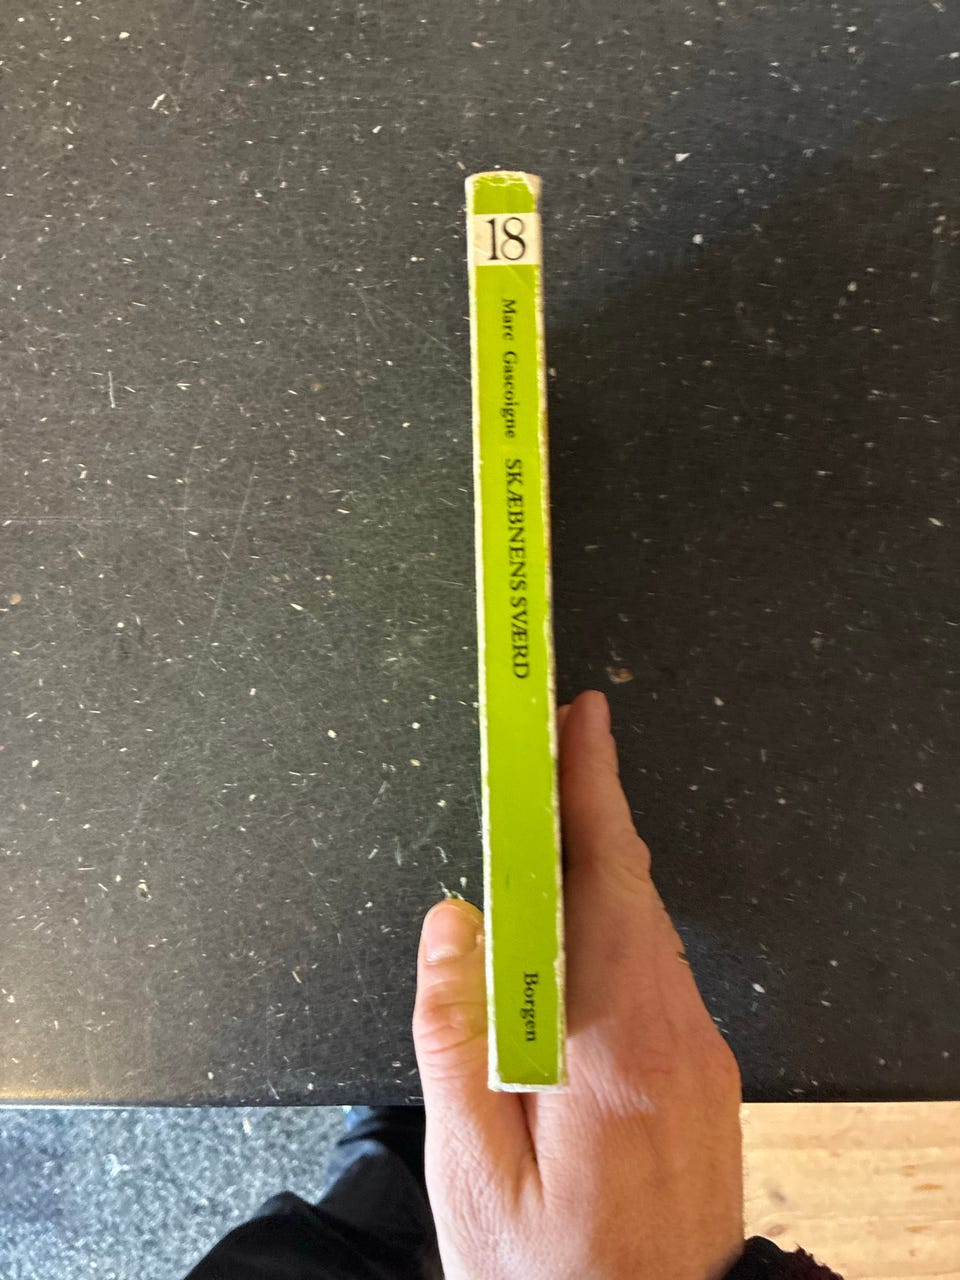 18
Marc Gascoigne SKÆBNENS SVÆRD
Borgen